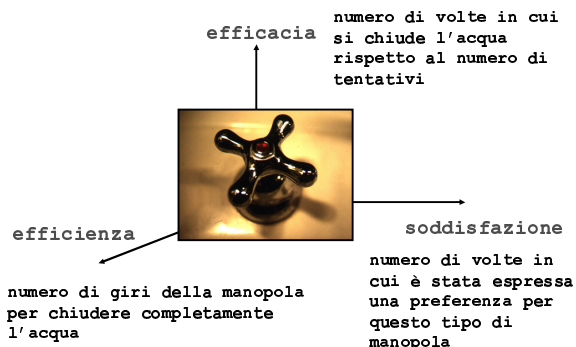 efficacia
numero di volte in cui
si chiude l'acqua
rispetto al numero di
tentativi
efficienza
numero di giri della manopola
per chiudere completamente
l'acqua
soddisfazione
numero di volte in
cui è stata espressa
una preferenza per
questo tipo di
manopola